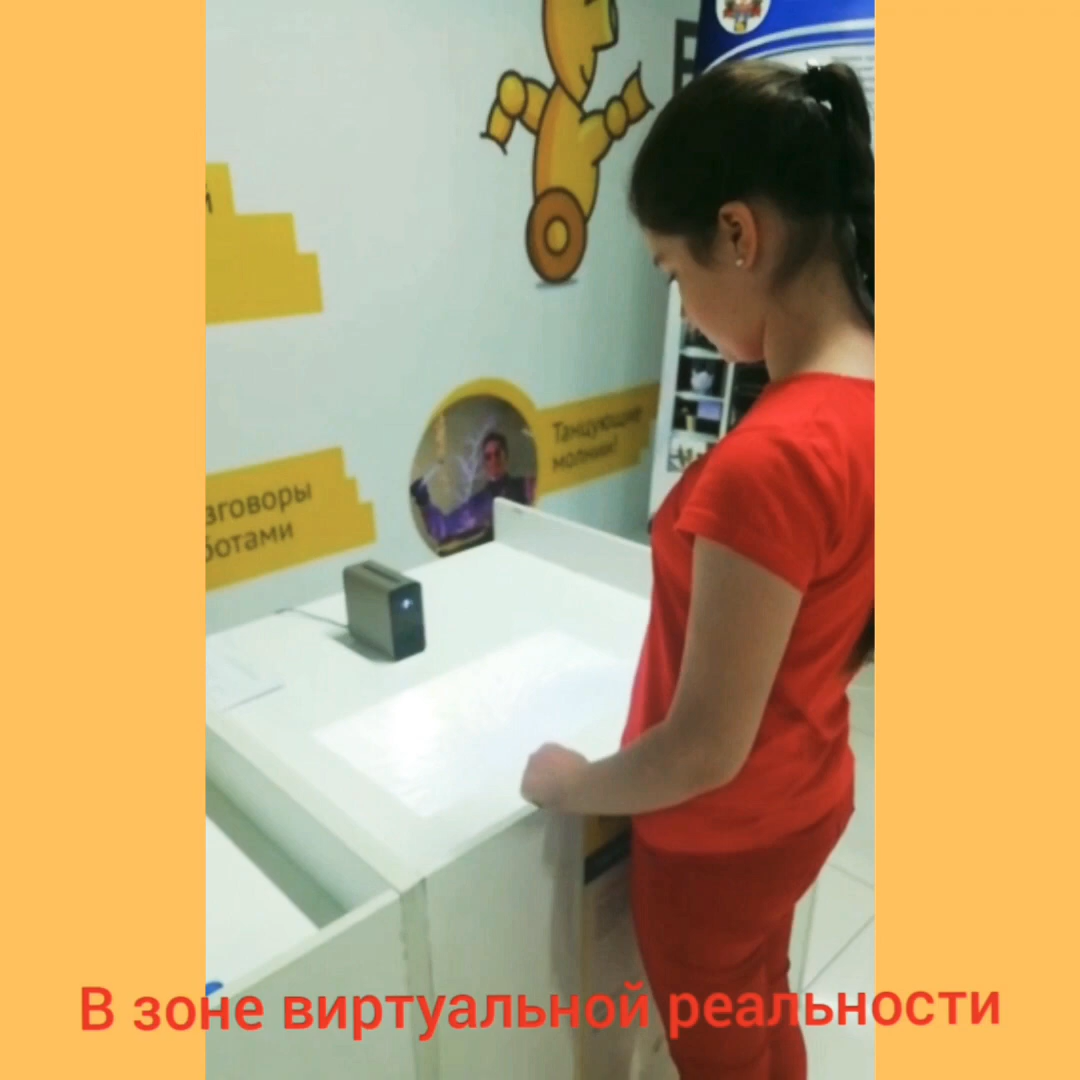 й
Танцующие
молнии!
зговоры
ботами
В зоне виртуальной реальности